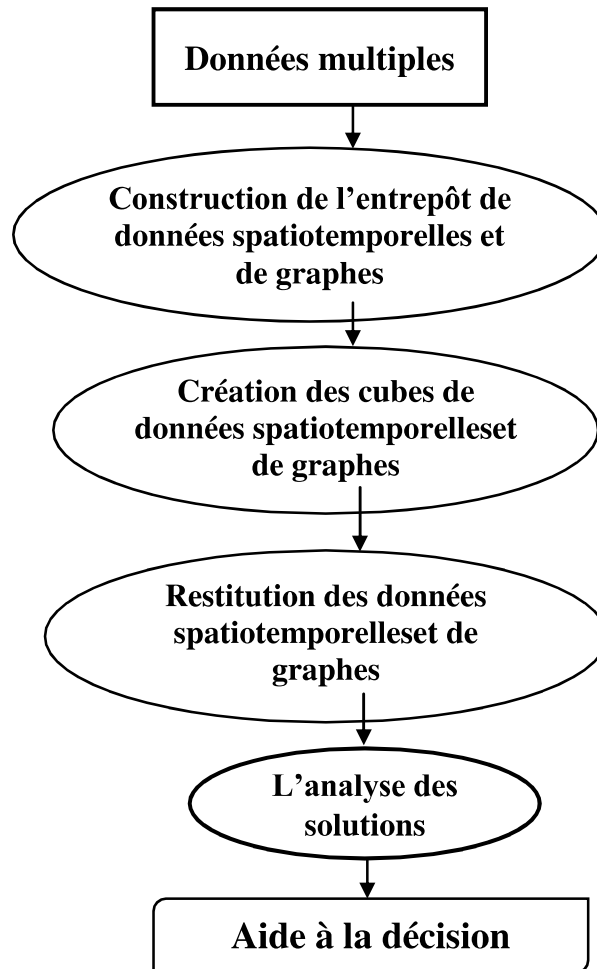 Données multiples
Construction de l’entrepôt de
données spatiotemporelles et
de graphes
Création des cubes de
données spatiotemporelleset
de graphes
Restitution des données
spatiotemporelleset de
graphes
L’analyse des
solutions
Aide à la décision